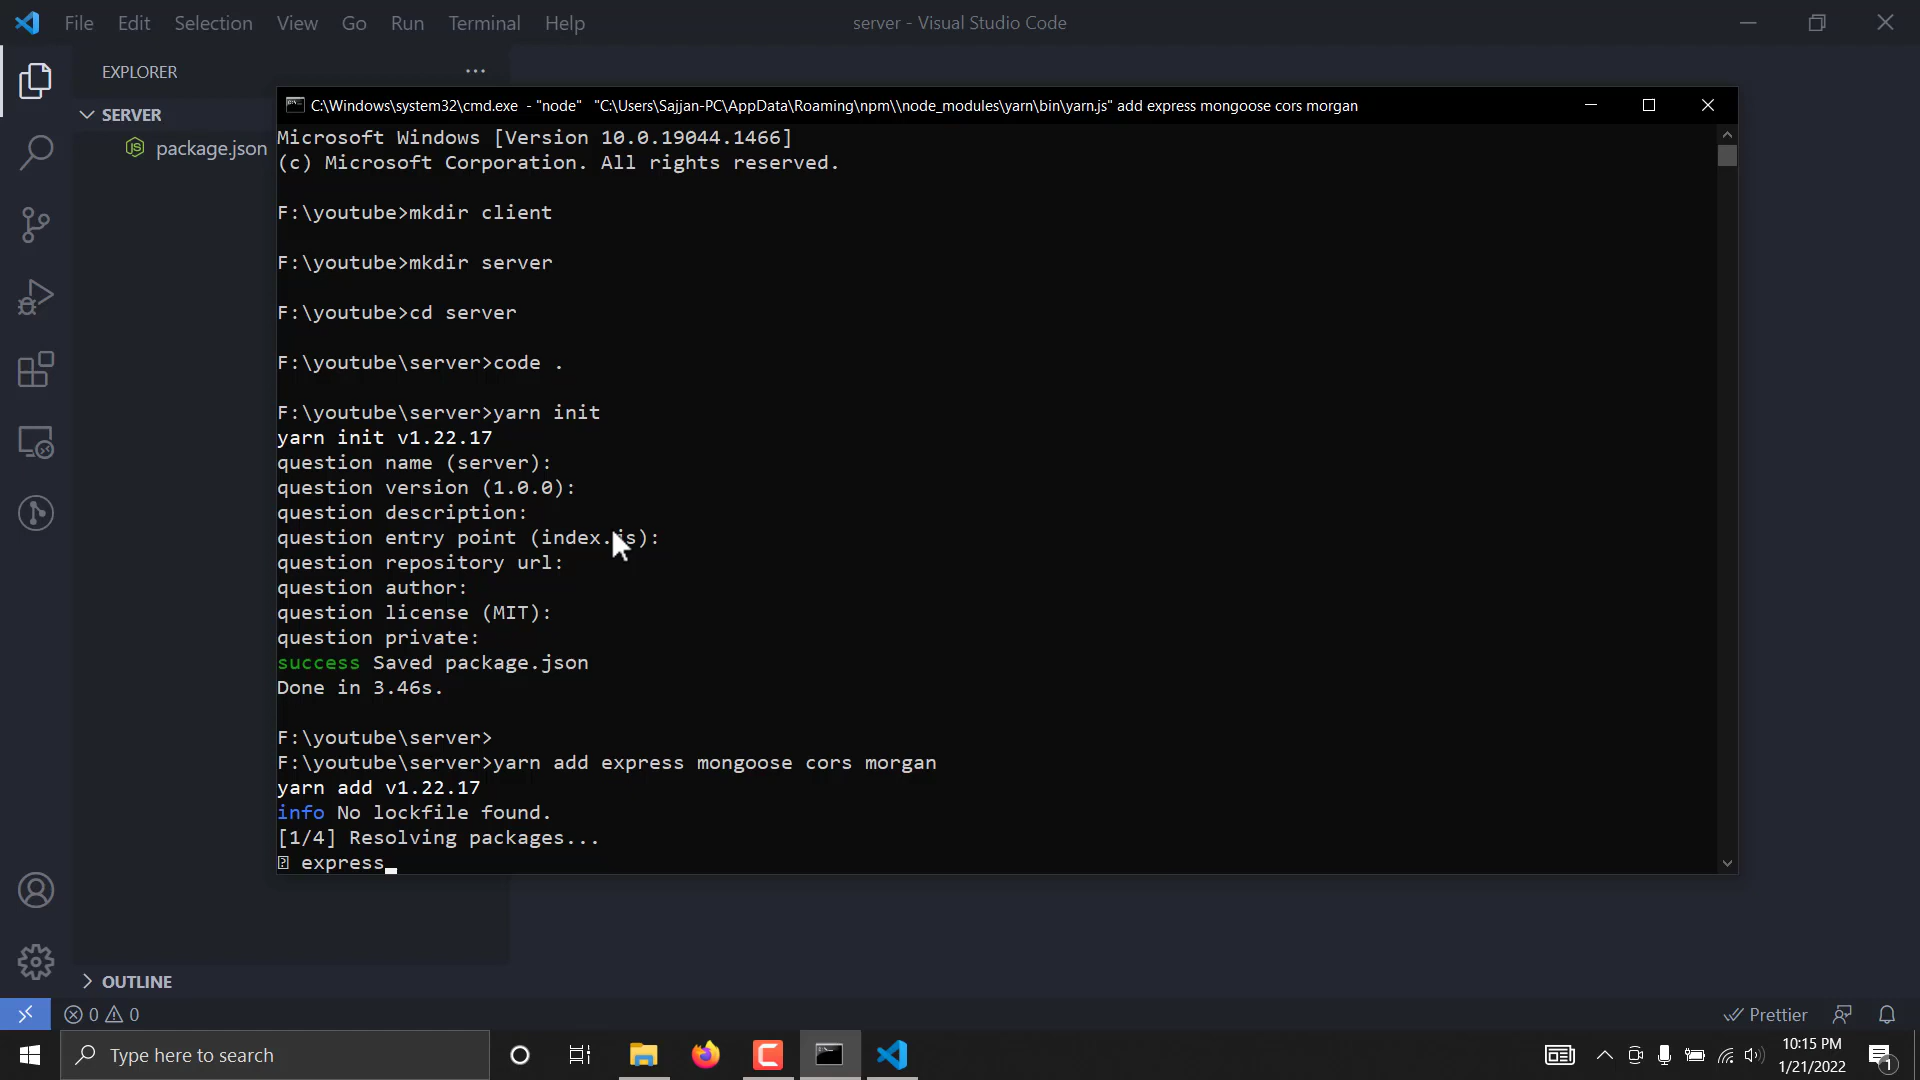 File Edit Selection View Go Run Terminal Help
server - Visual Studio Code
EXPLORER
SERVER
package.json
C:\Windows\system32\cmd.exe - "node" "C:\Users\Sajjan-PC\AppData\Roaming\npm\\node_modules\yarn\bin\yarn.js" add express mongoose cors morgan
Microsoft Windows [Version 10.0.19044.1466]
(c) Microsoft Corporation. All rights reserved.
F:\youtube>mkdir client
F:\youtube>mkdir server
F:\youtube>cd server
F:\youtube\server>code .
F:\youtube\server>yarn init
yarn init v1.22.17
question name (server):
question version (1.0.0):
question description:
question entry point (index.js):
question repository url:
question author:
question license (MIT):
question private:
success Saved package.json
Done in 3.46s.
F:\youtube\server>
F:\youtube\server>yarn add express mongoose cors morgan
yarn add v1.22.17
info No lockfile found.
[1/4] Resolving packages...
express
OUTLINE
0 0
Prettier
Type here to search
10:15 PM
1/21/2022
1